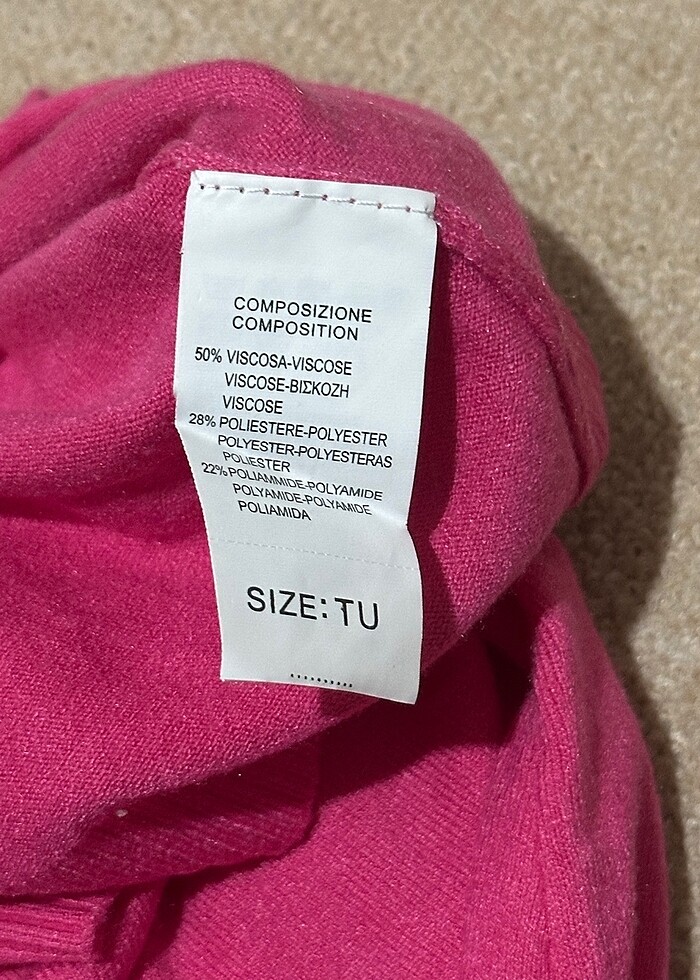 COMPOSIZIONE
COMPOSITION
50% VISCOSA-VISCOSE
VISCOSE-ΒΙΣΚΟΖΗ
VISCOSE
28% POLIESTERE-POLYESTER
POLYESTER-POLYESTERAS
POLIESTER
22% POLIAMMIDE-POLYAMIDE
POLYAMIDE-POLYAMIDE
POLIAMIDA
SIZE: TU